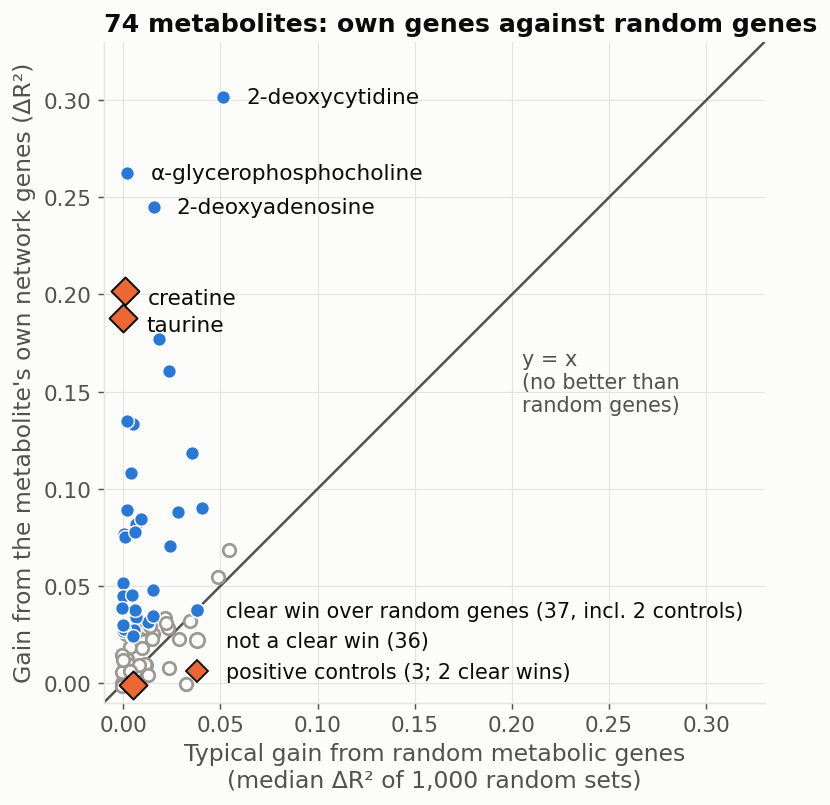 74 metabolites: own genes against random genes
Gain from the metabolite's own network genes (ΔR²)
0.30
0.25
0.20
0.15
0.10
0.05
0.00
2-deoxycytidine
α-glycerophosphocholine
2-deoxyadenosine
creatine
taurine
y = x
(no better than
random genes)
clear win over random genes (37, incl. 2 controls)
not a clear win (36)
positive controls (3; 2 clear wins)
0.00 0.05 0.10 0.15 0.20 0.25 0.30
Typical gain from random metabolic genes
(median ΔR² of 1,000 random sets)